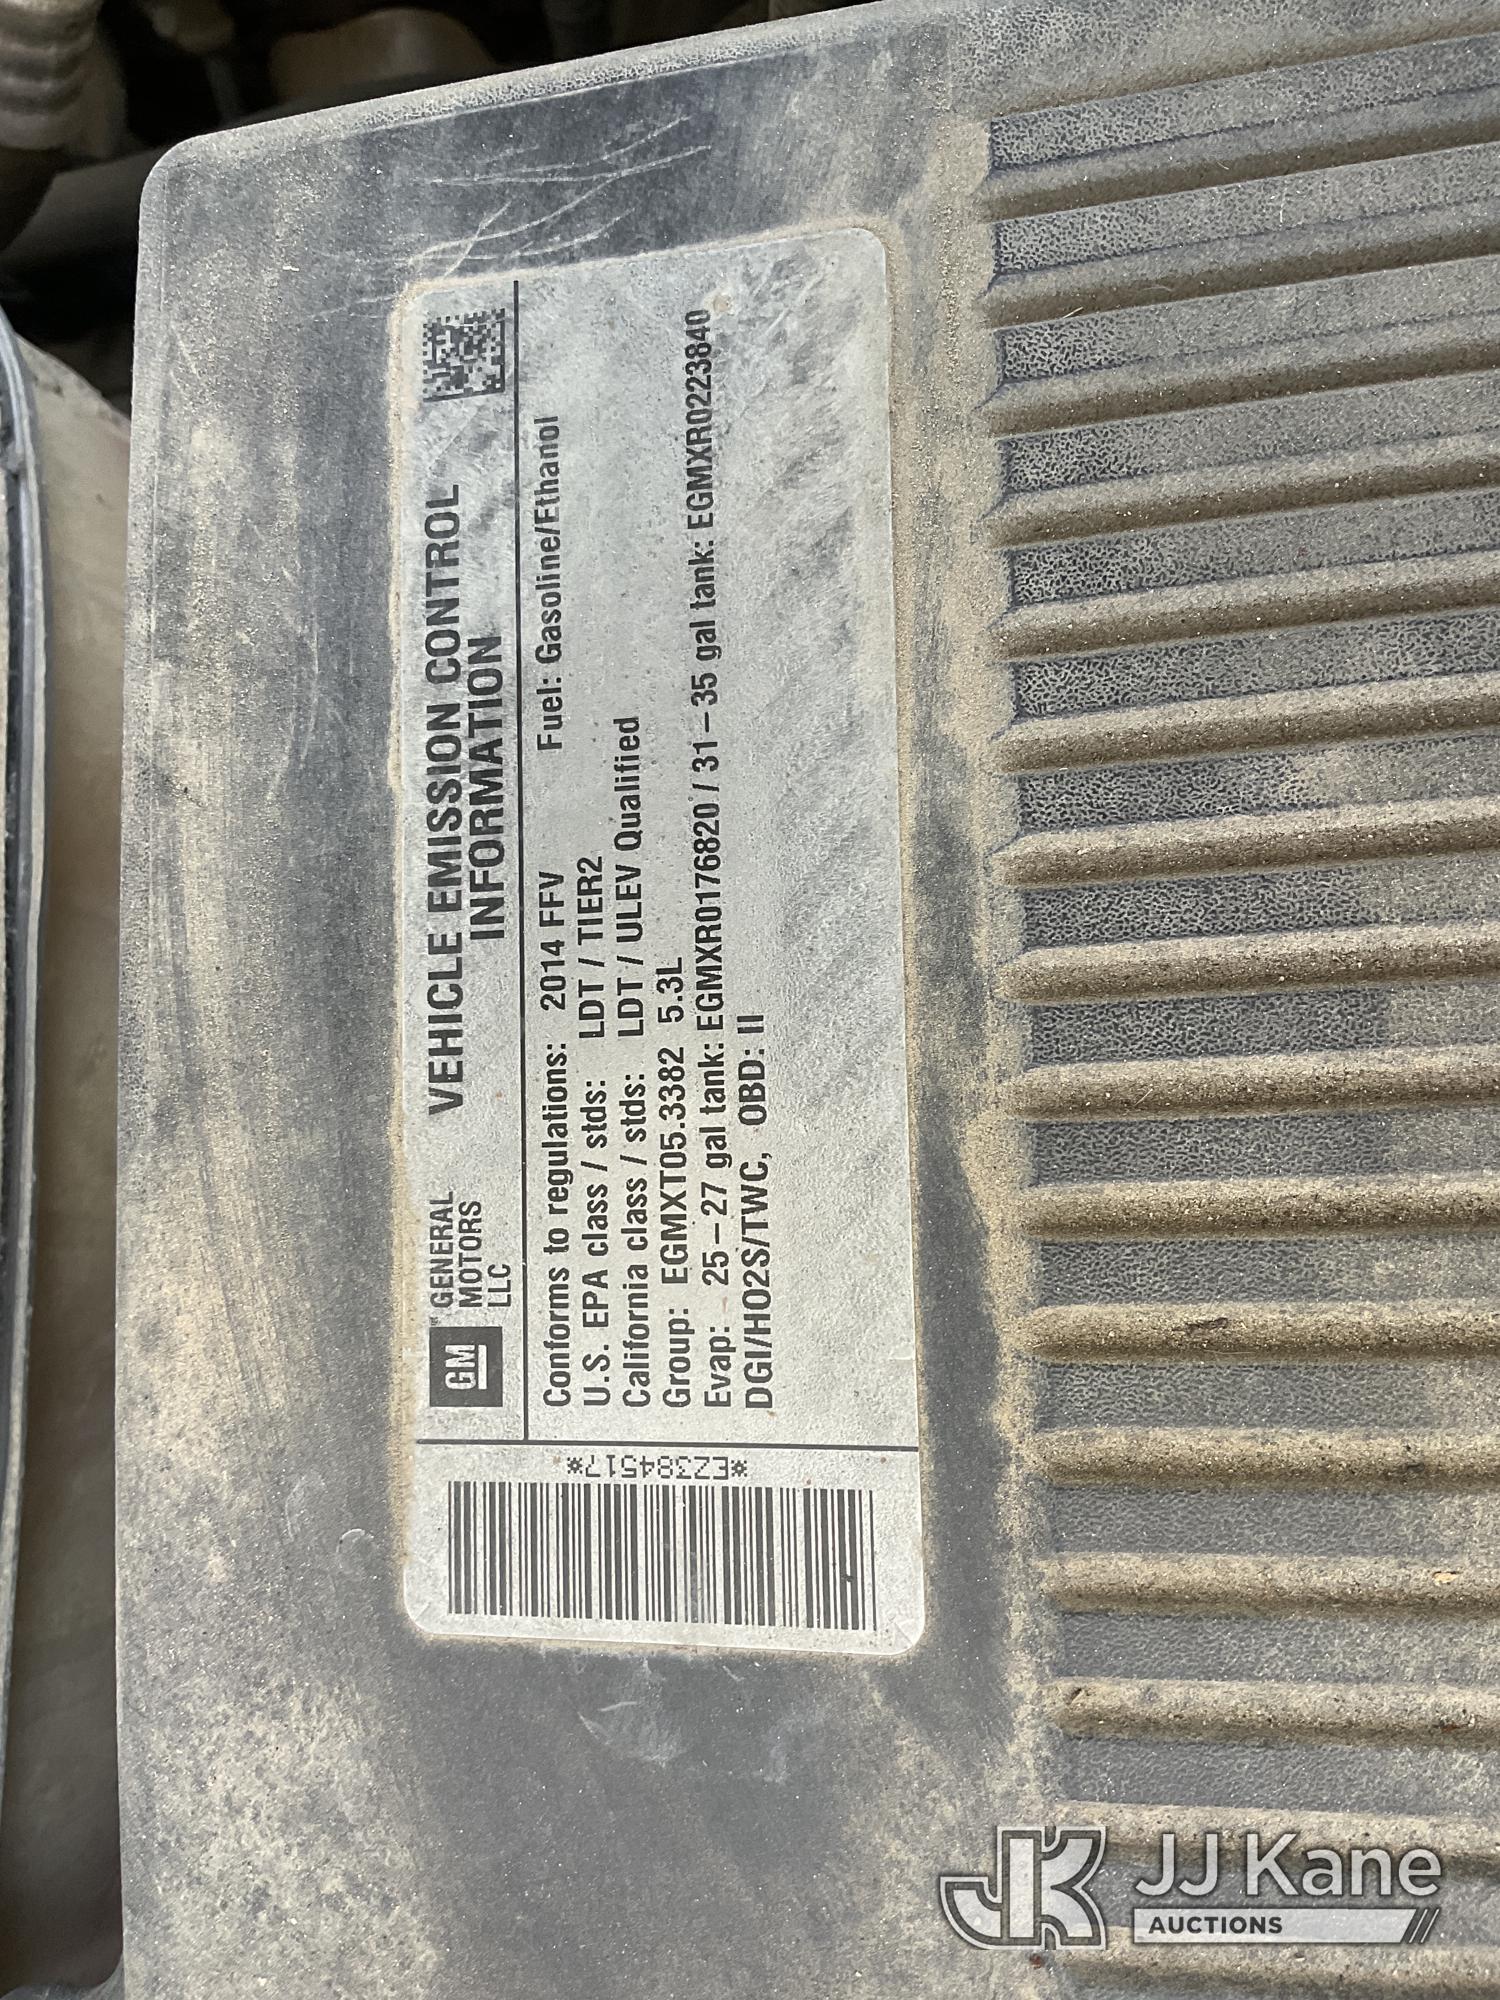 GM
GENERAL
MOTORS
LLC
VEHICLE EMISSION CONTROL
INFORMATION
Conforms to regulations: 2014 FFV Fuel: Gasoline/Ethanol
U.S. EPA class / stds: LDT / TIER2
California class / stds: LDT / ULEV Qualified
Group: EGMXT05.3382 5.3L
Evap: 25–27 gal tank: EGMXR0176820 / 31–35 gal tank: EGMXR0223840
DGI/HO2S/TWC, OBD: II
*EZ384517*
JK JJ Kane
AUCTIONS